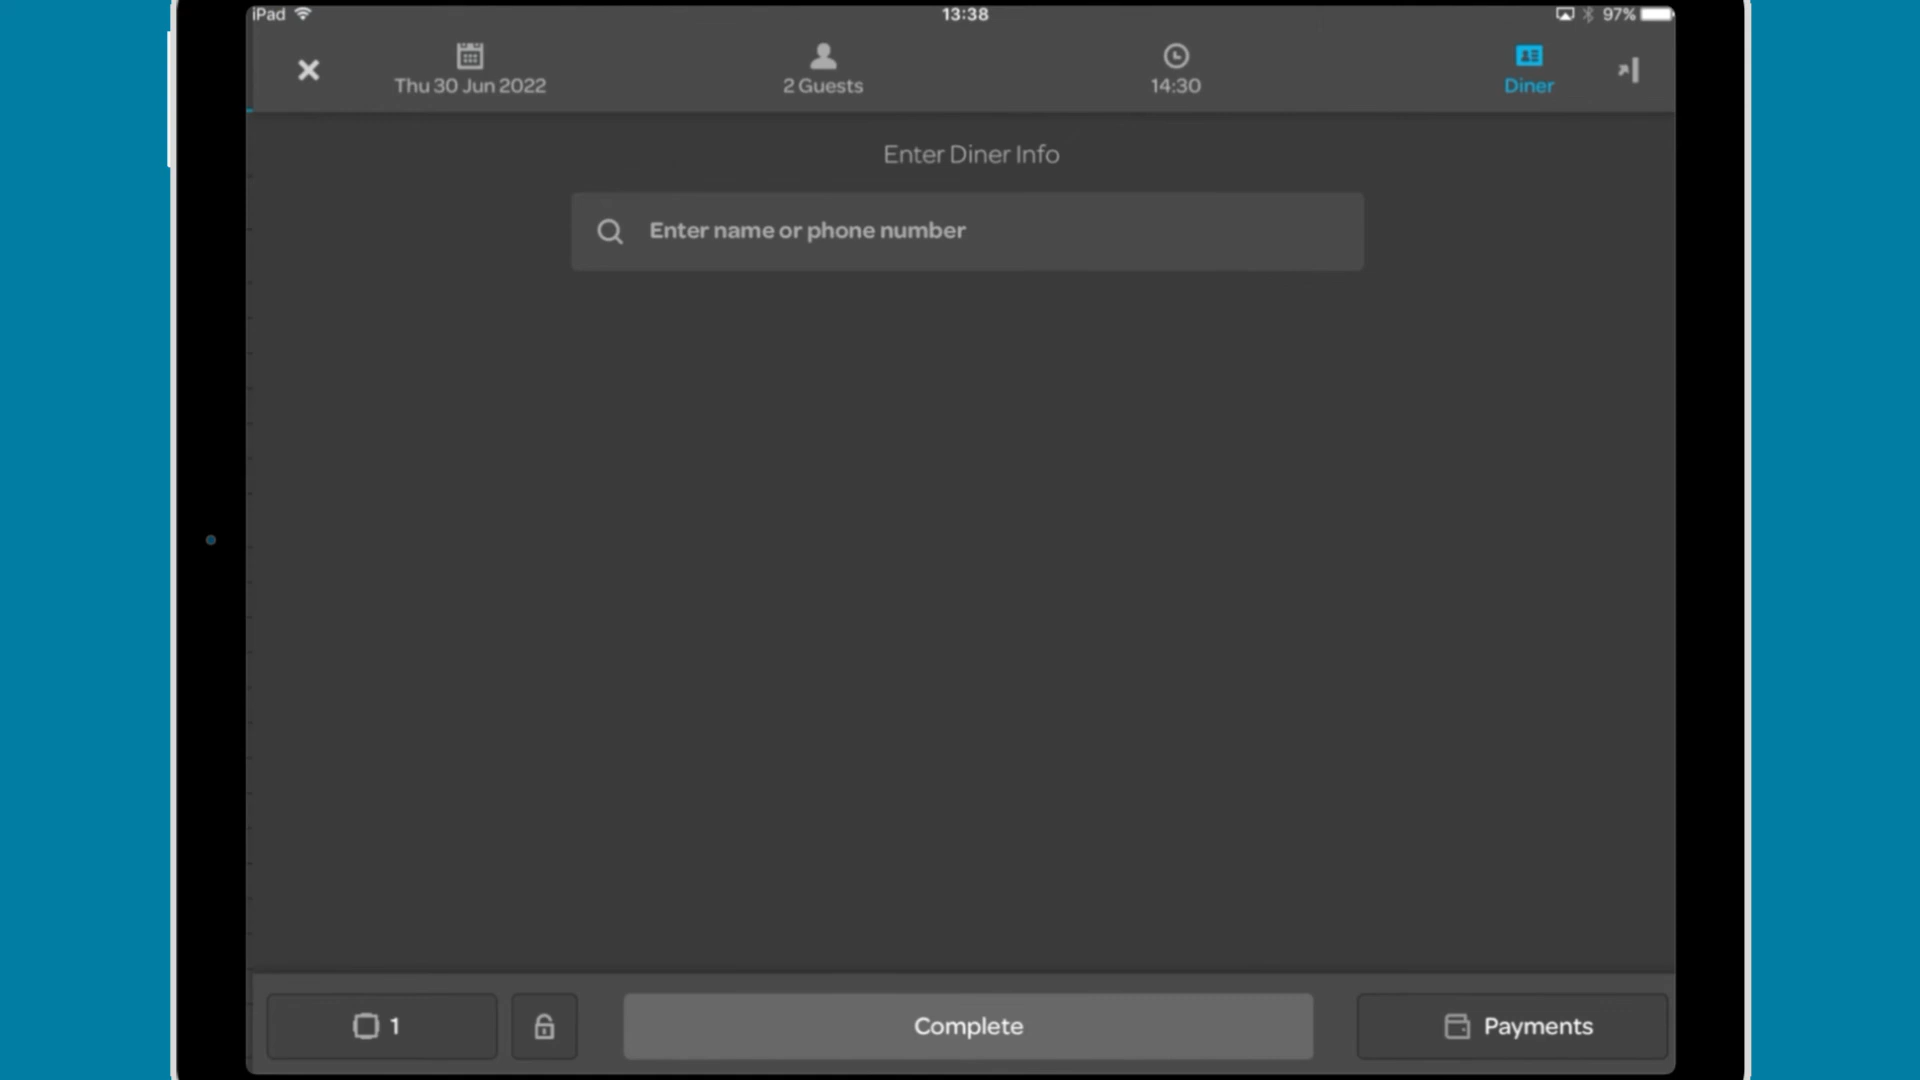 iPad 13:38 97%
Thu 30 Jun 2022 2 Guests 14:30 Diner
Enter Diner Info
Enter name or phone number
1 Complete Payments